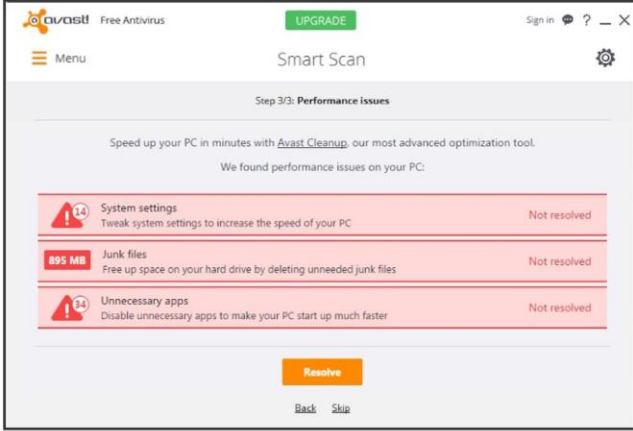 avast! Free Antivirus UPGRADE Sign in ?
Menu Smart Scan
Step 3/3: Performance issues
Speed up your PC in minutes with Avast Cleanup, our most advanced optimization tool.
We found performance issues on your PC:
14 System settings
Tweak system settings to increase the speed of your PC
Not resolved
895 MB Junk files
Free up space on your hard drive by deleting unneeded junk files
Not resolved
34 Unnecessary apps
Disable unnecessary apps to make your PC start up much faster
Not resolved
Resolve
Back Skip